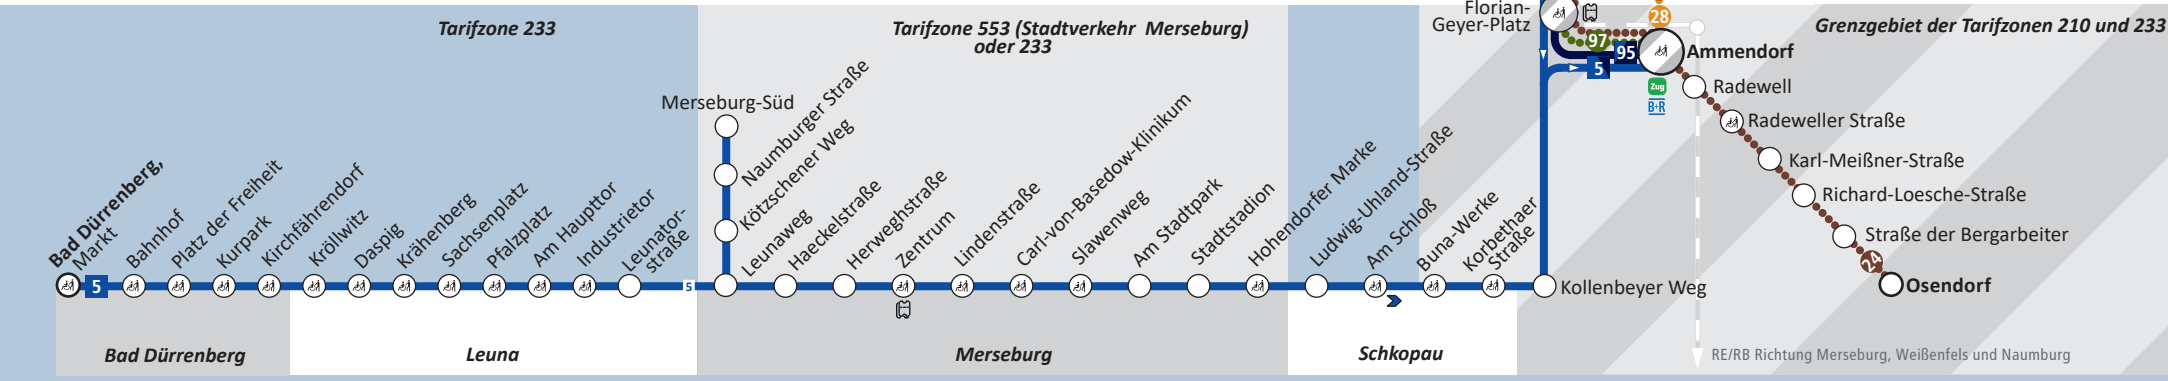 Tarifzone 233
Tarifzone 553 (Stadtverkehr Merseburg)
oder 233
Florian-
Geyer-Platz
28
97
95
5
Grenzgebiet der Tarifzonen 210 und 233
Ammendorf
Zug
B+R
Radewell
Radeweller Straße
Karl-Meißner-Straße
Richard-Loesche-Straße
Straße der Bergarbeiter
24
Osendorf
Merseburg-Süd
Naumburger Straße
Kötzschener Weg
Bad Dürrenberg,
Markt
5
Bahnhof
Platz der Freiheit
Kurpark
Kirchfährendorf
Kröllwitz
Daspig
Krähenberg
Sachsenplatz
Pfalzplatz
Am Haupttor
Industrietor
Leunator-
straße
5
Leunaweg
Haeckelstraße
Herweghstraße
Zentrum
Lindenstraße
Carl-von-Basedow-Klinikum
Slawenweg
Am Stadtpark
Stadtstadion
Hohendorfer Marke
Ludwig-Uhland-Straße
Am Schloß
Buna-Werke
Korbethaer
Straße
Kollenbeyer Weg
Bad Dürrenberg
Leuna
Merseburg
Schkopau
RE/RB Richtung Merseburg, Weißenfels und Naumburg